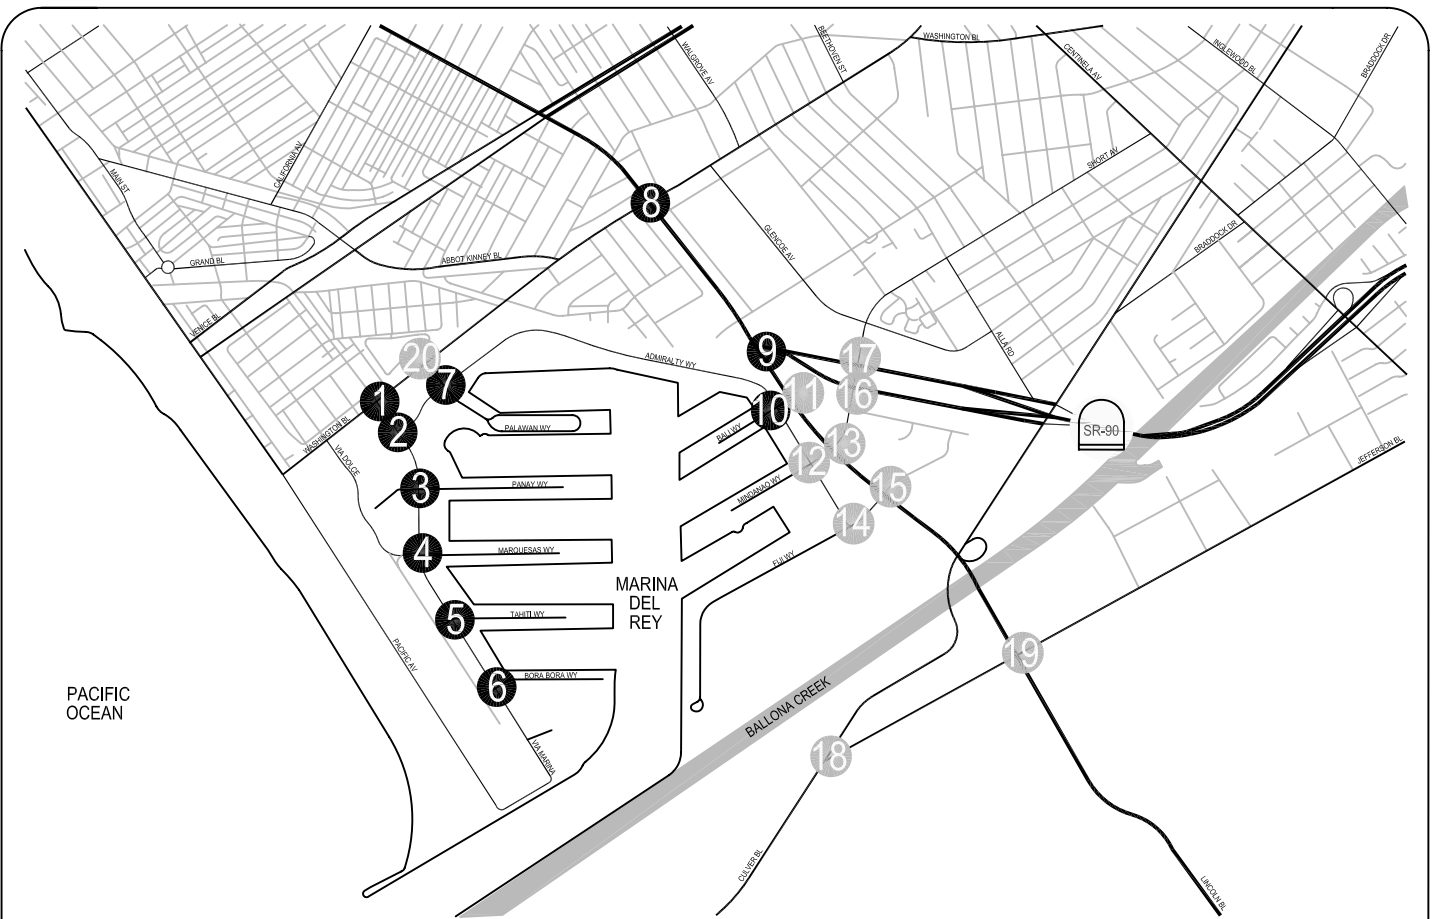 WASHINGTON BL
BEETHOVEN ST
WALGROVE AV
CENTINELA AV
INGLEWOOD BL
BRADDOCK DR
CALIFORNIA AV
MAIN ST
SHORT AV
8
GLENCOE AV
BRADDOCK DR
GRAND BL
ABBOT KINNEY BL
VENICE BL
ALLA RD
ADMIRALTY WY
9
17
20
7
1
11
16
10
2
PALAWAN WY
BALI WY
SR-90
WASHINGTON BL
13
JEFFERSON BL
VIA DOLCE
12
3
PANAY WY
MINDANAO WY
15
14
4
MARQUESAS WY
FIJI WY
MARINA
DEL
REY
5
TAHITI WY
PACIFIC AV
19
6
BORA BORA WY
PACIFIC
OCEAN
BALLONA CREEK
VIA MARINA
18
CULVER BL
LINCOLN BL